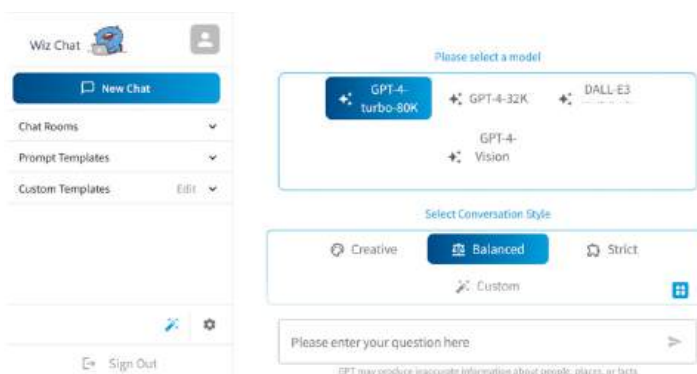 Wiz Chat
New Chat
Chat Rooms
Prompt Templates
Custom Templates Edit
Sign Out
Please select a model
GPT-4-
turbo-80K
GPT-4-32K
DALL-E3
GPT-4-
Vision
Select Conversation Style
Creative
Balanced
Strict
Custom
Please enter your question here
GPT may produce inaccurate information about people, places, or facts.